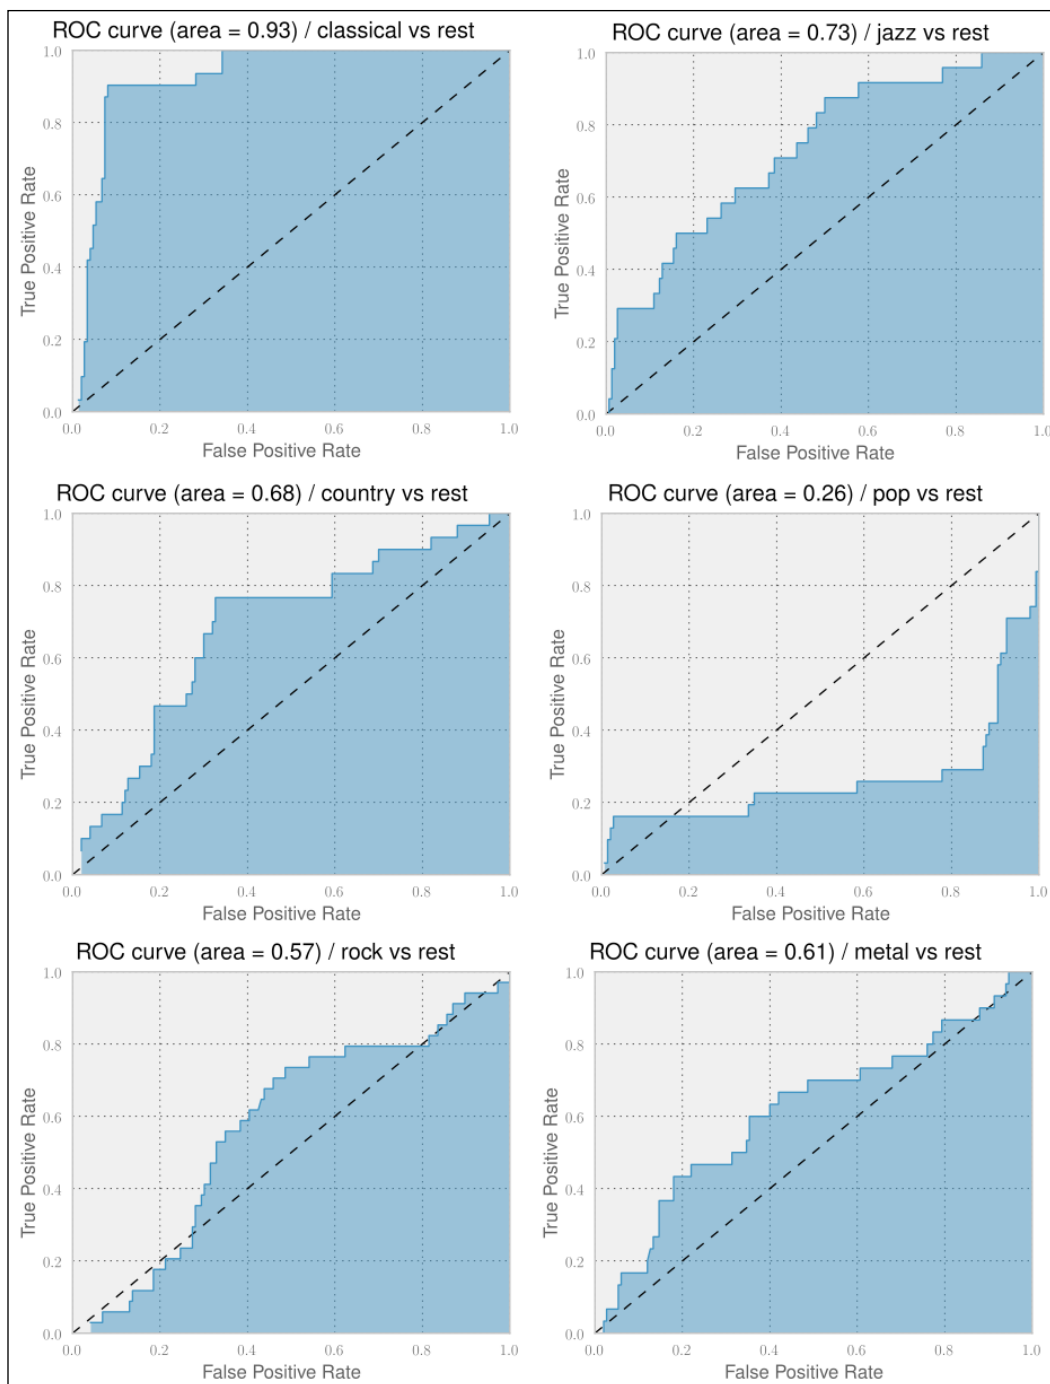 ROC curve (area = 0.93) / classical vs rest
1.0
0.8
0.6
0.4
0.2
0.0
True Positive Rate
0.0 0.2 0.4 0.6 0.8 1.0
False Positive Rate
ROC curve (area = 0.73) / jazz vs rest
1.0
0.8
0.6
0.4
0.2
0.0
True Positive Rate
0.0 0.2 0.4 0.6 0.8 1.0
False Positive Rate
ROC curve (area = 0.68) / country vs rest
1.0
0.8
0.6
0.4
0.2
0.0
True Positive Rate
0.0 0.2 0.4 0.6 0.8 1.0
False Positive Rate
ROC curve (area = 0.26) / pop vs rest
1.0
0.8
0.6
0.4
0.2
0.0
True Positive Rate
0.0 0.2 0.4 0.6 0.8 1.0
False Positive Rate
ROC curve (area = 0.57) / rock vs rest
1.0
0.8
0.6
0.4
0.2
0.0
True Positive Rate
0.0 0.2 0.4 0.6 0.8 1.0
False Positive Rate
ROC curve (area = 0.61) / metal vs rest
1.0
0.8
0.6
0.4
0.2
0.0
True Positive Rate
0.0 0.2 0.4 0.6 0.8 1.0
False Positive Rate